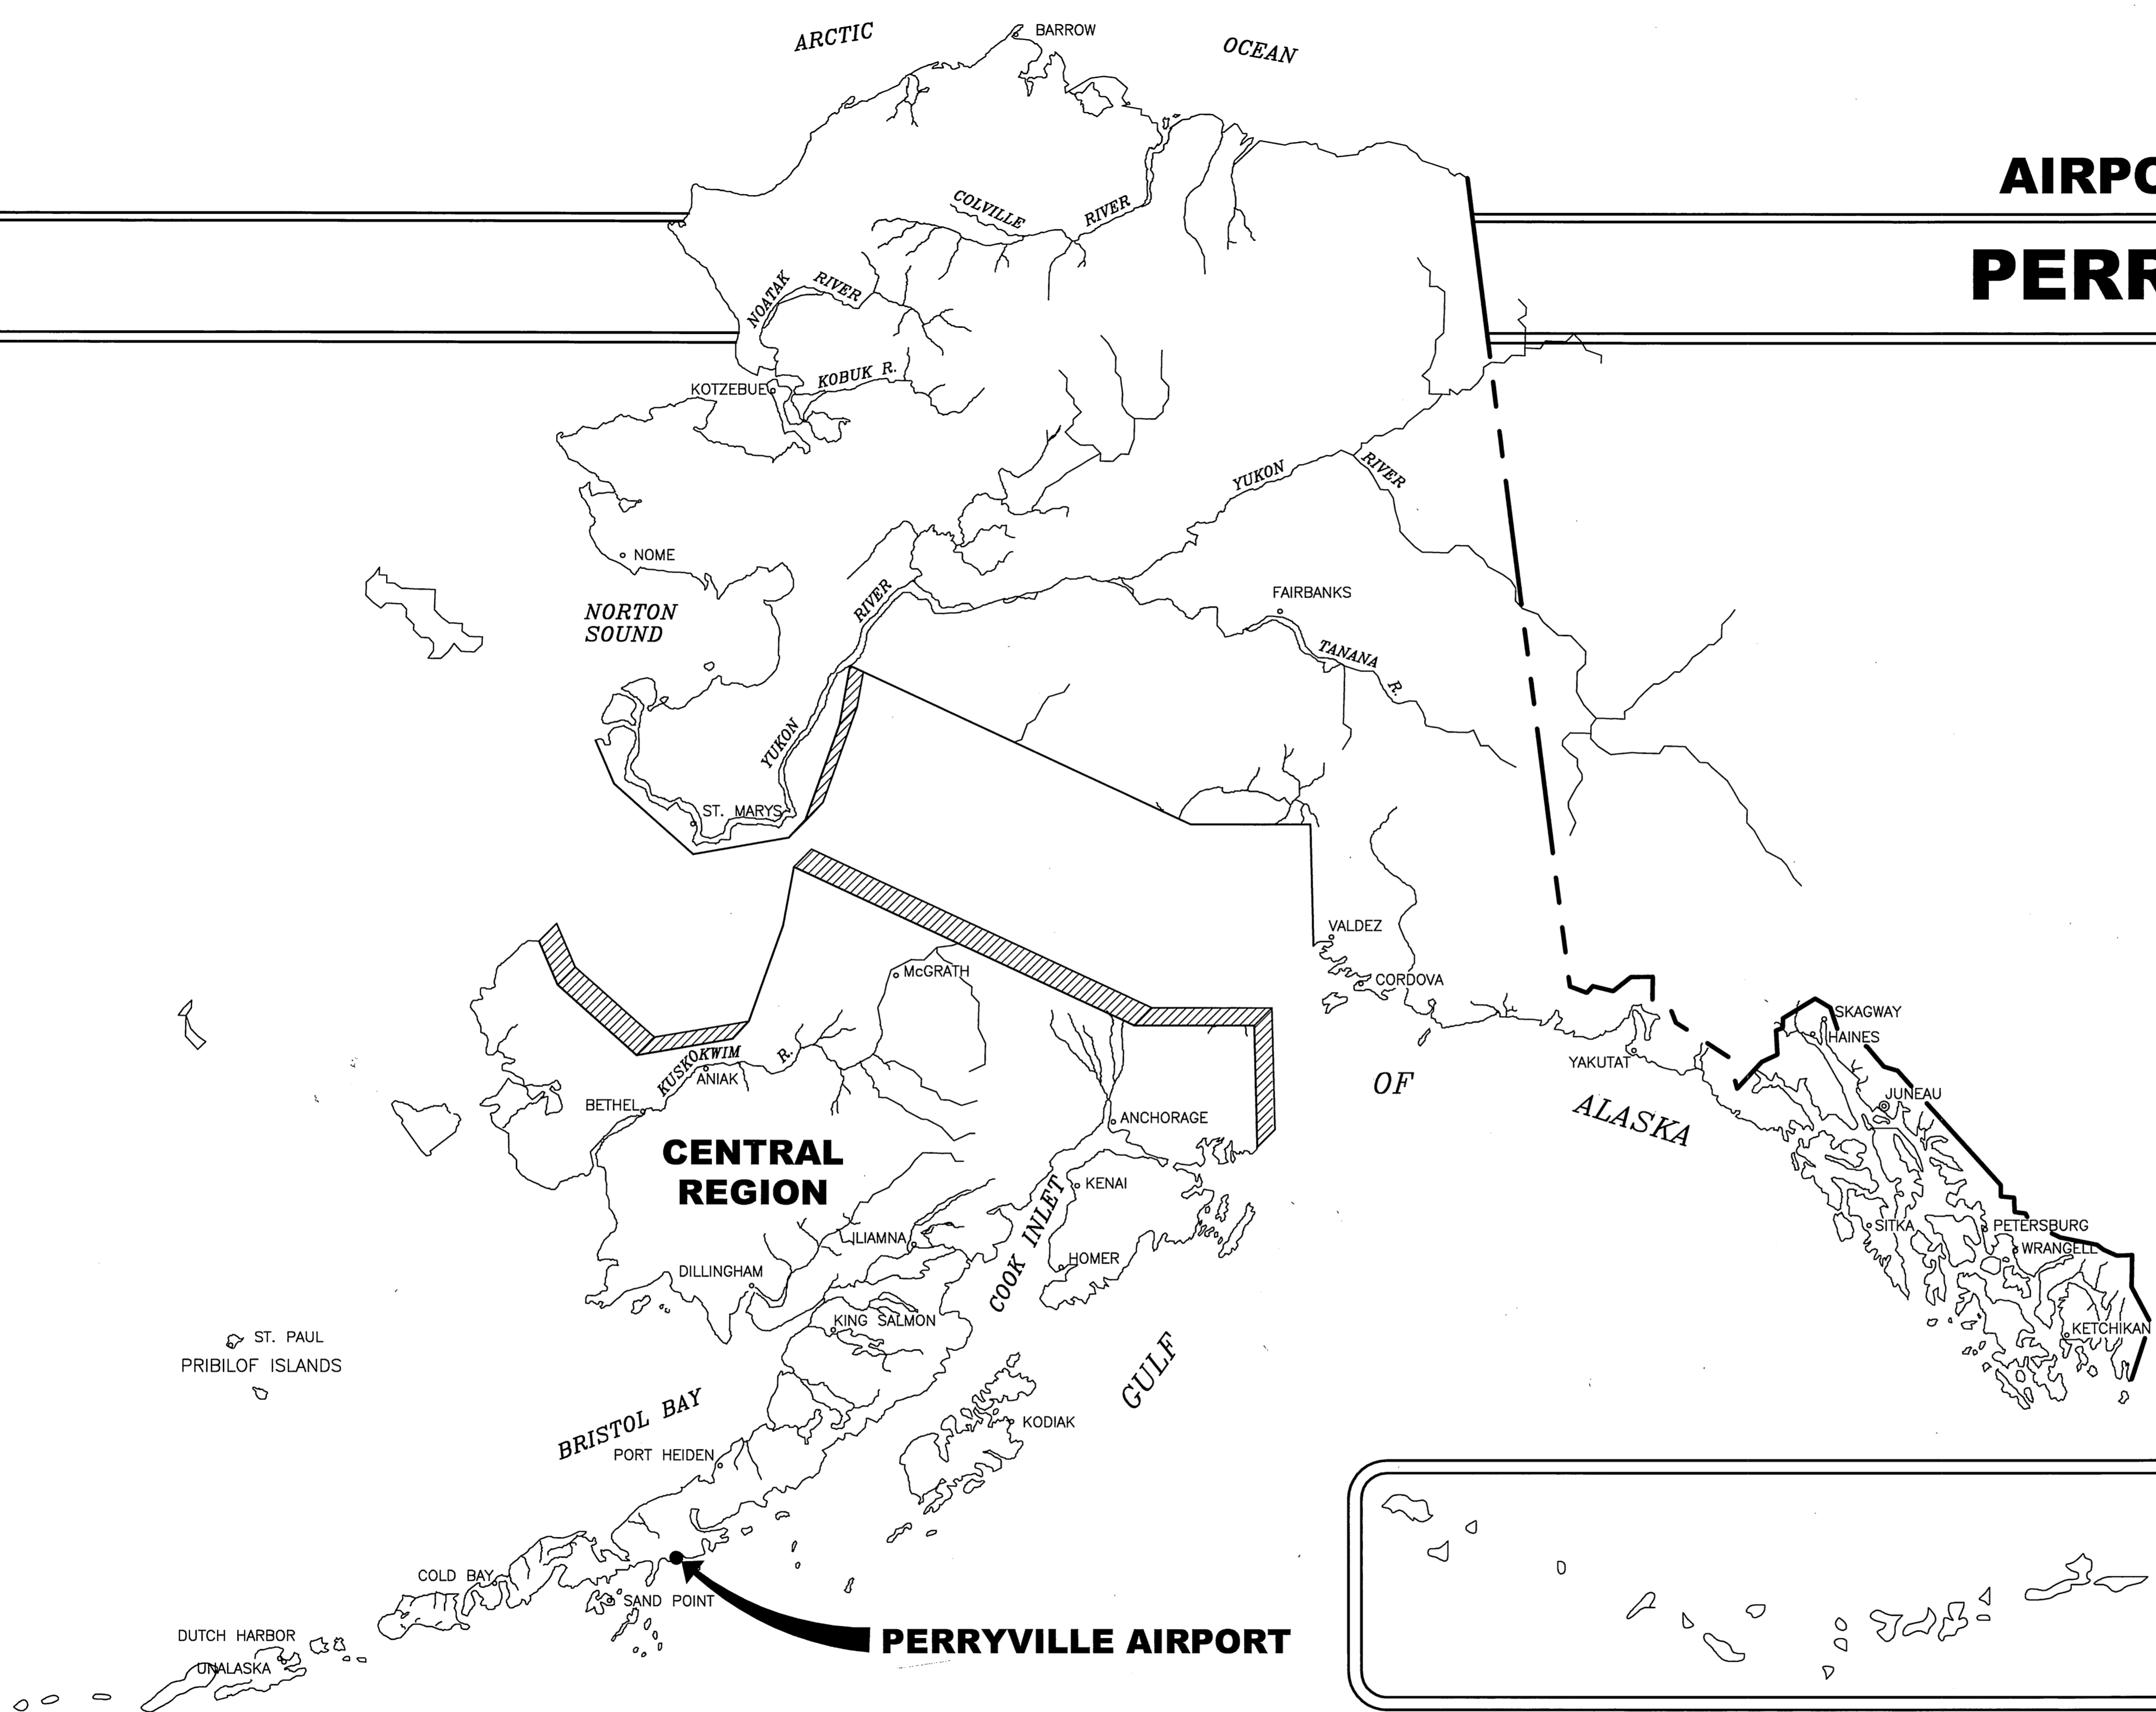 ARCTIC
OCEAN
BARROW
AIRPO
COLVILLE RIVER
PERR
NOATAK RIVER
KOBUK R.
KOTZEBUE
YUKON RIVER
NOME
NORTON
SOUND
RIVER
FAIRBANKS
TANANA R.
YUKON
ST. MARYS
VALDEZ
McGRATH
CORDOVA
SKAGWAY
HAINES
KUSKOKWIM R.
YAKUTAT
ANIAK
OF
BETHEL
JUNEAU
ANCHORAGE
ALASKA
CENTRAL
REGION
KENAI
SITKA
PETERSBURG
ILIAMNA
COOK INLET
WRANGELL
HOMER
DILLINGHAM
KING SALMON
KETCHIKAN
ST. PAUL
PRIBILOF ISLANDS
GULF
BRISTOL BAY
KODIAK
PORT HEIDEN
COLD BAY
SAND POINT
DUTCH HARBOR
PERRYVILLE AIRPORT
UNALASKA